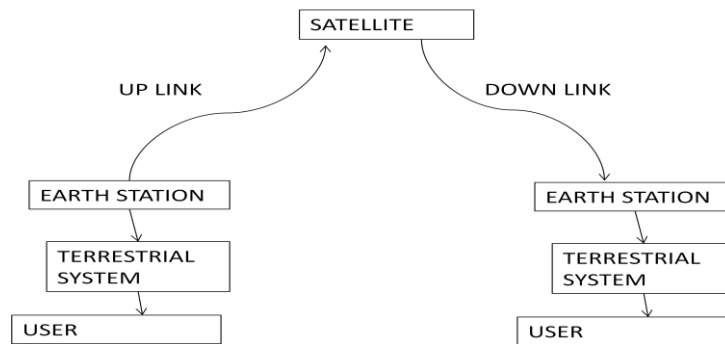 SATELLITE
UP LINK
DOWN LINK
EARTH STATION
EARTH STATION
TERRESTRIAL
SYSTEM
TERRESTRIAL
SYSTEM
USER
USER